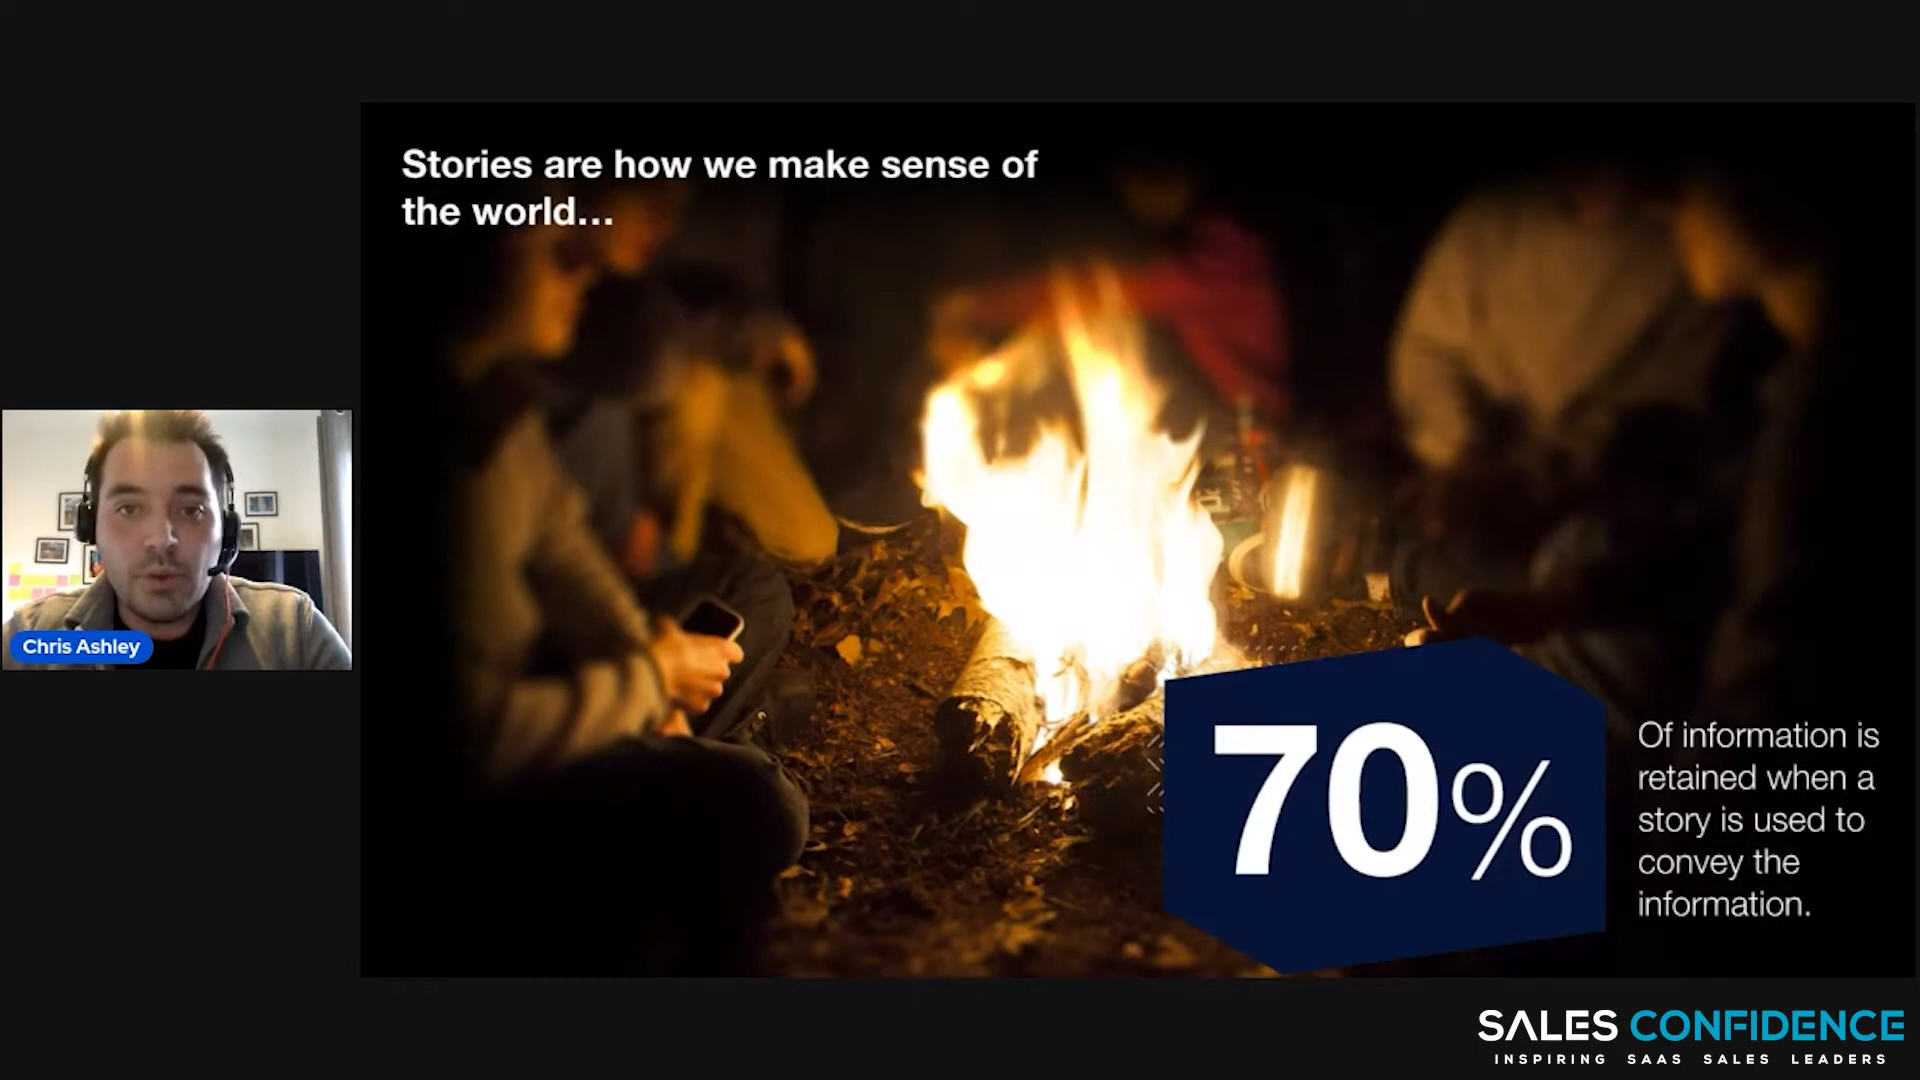 Stories are how we make sense of
the world...
Chris Ashley
70%
Of information is
retained when a
story is used to
convey the
information.
SALES CONFIDENCE
INSPIRING SAAS SALES LEADERS